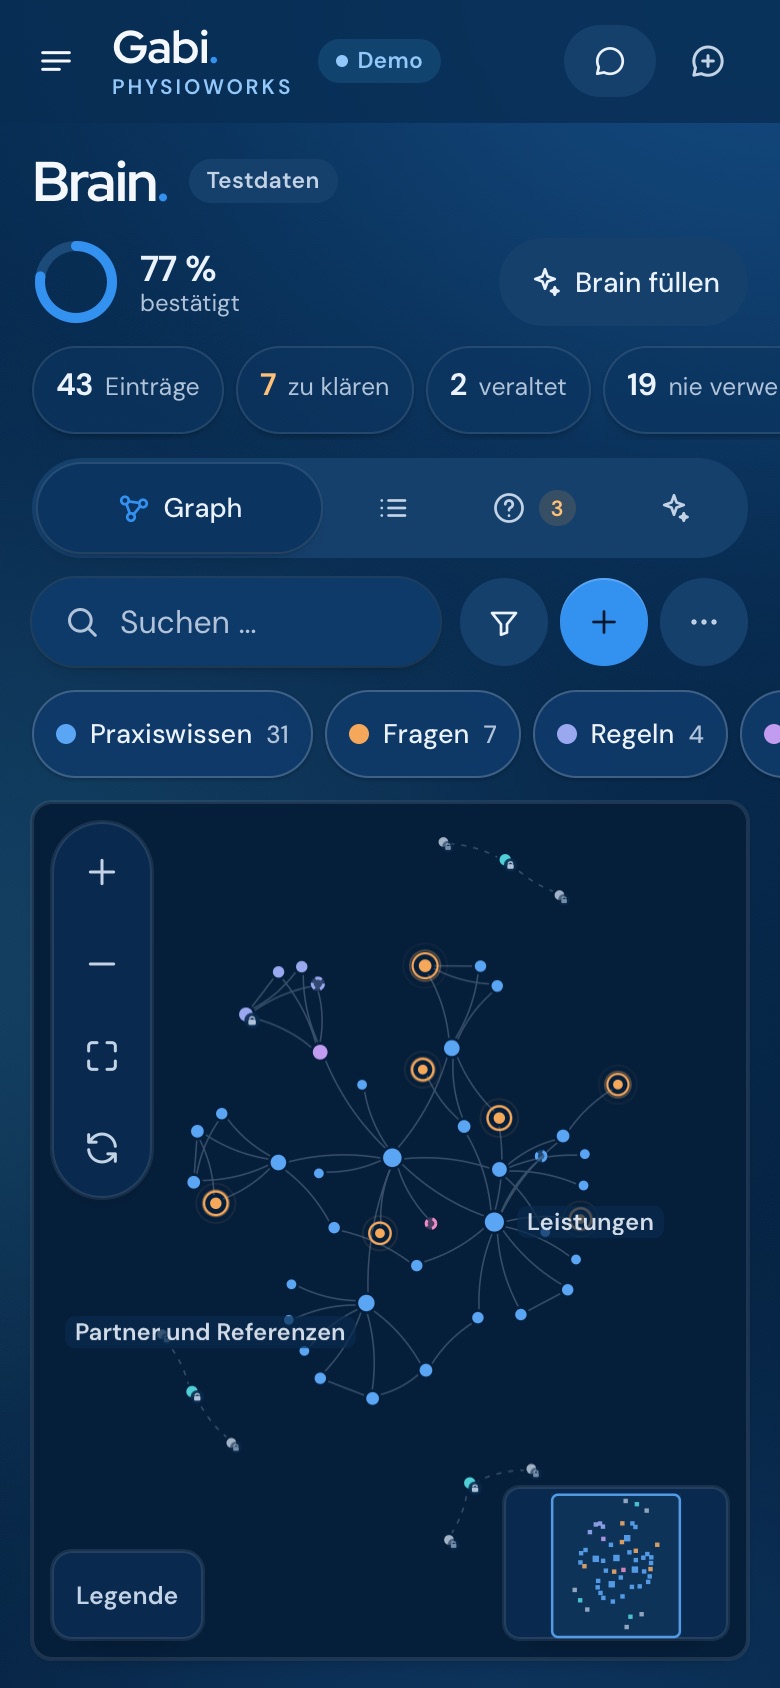 Gabi.
PHYSIOWORKS
Demo
Brain.
Testdaten
77 %
bestätigt
Brain füllen
43 Einträge
7 zu klären
2 veraltet
19 nie verwe
Graph
3
Suchen ...
Praxiswissen 31
Fragen 7
Regeln 4
Leistungen
Partner und Referenzen
Legende